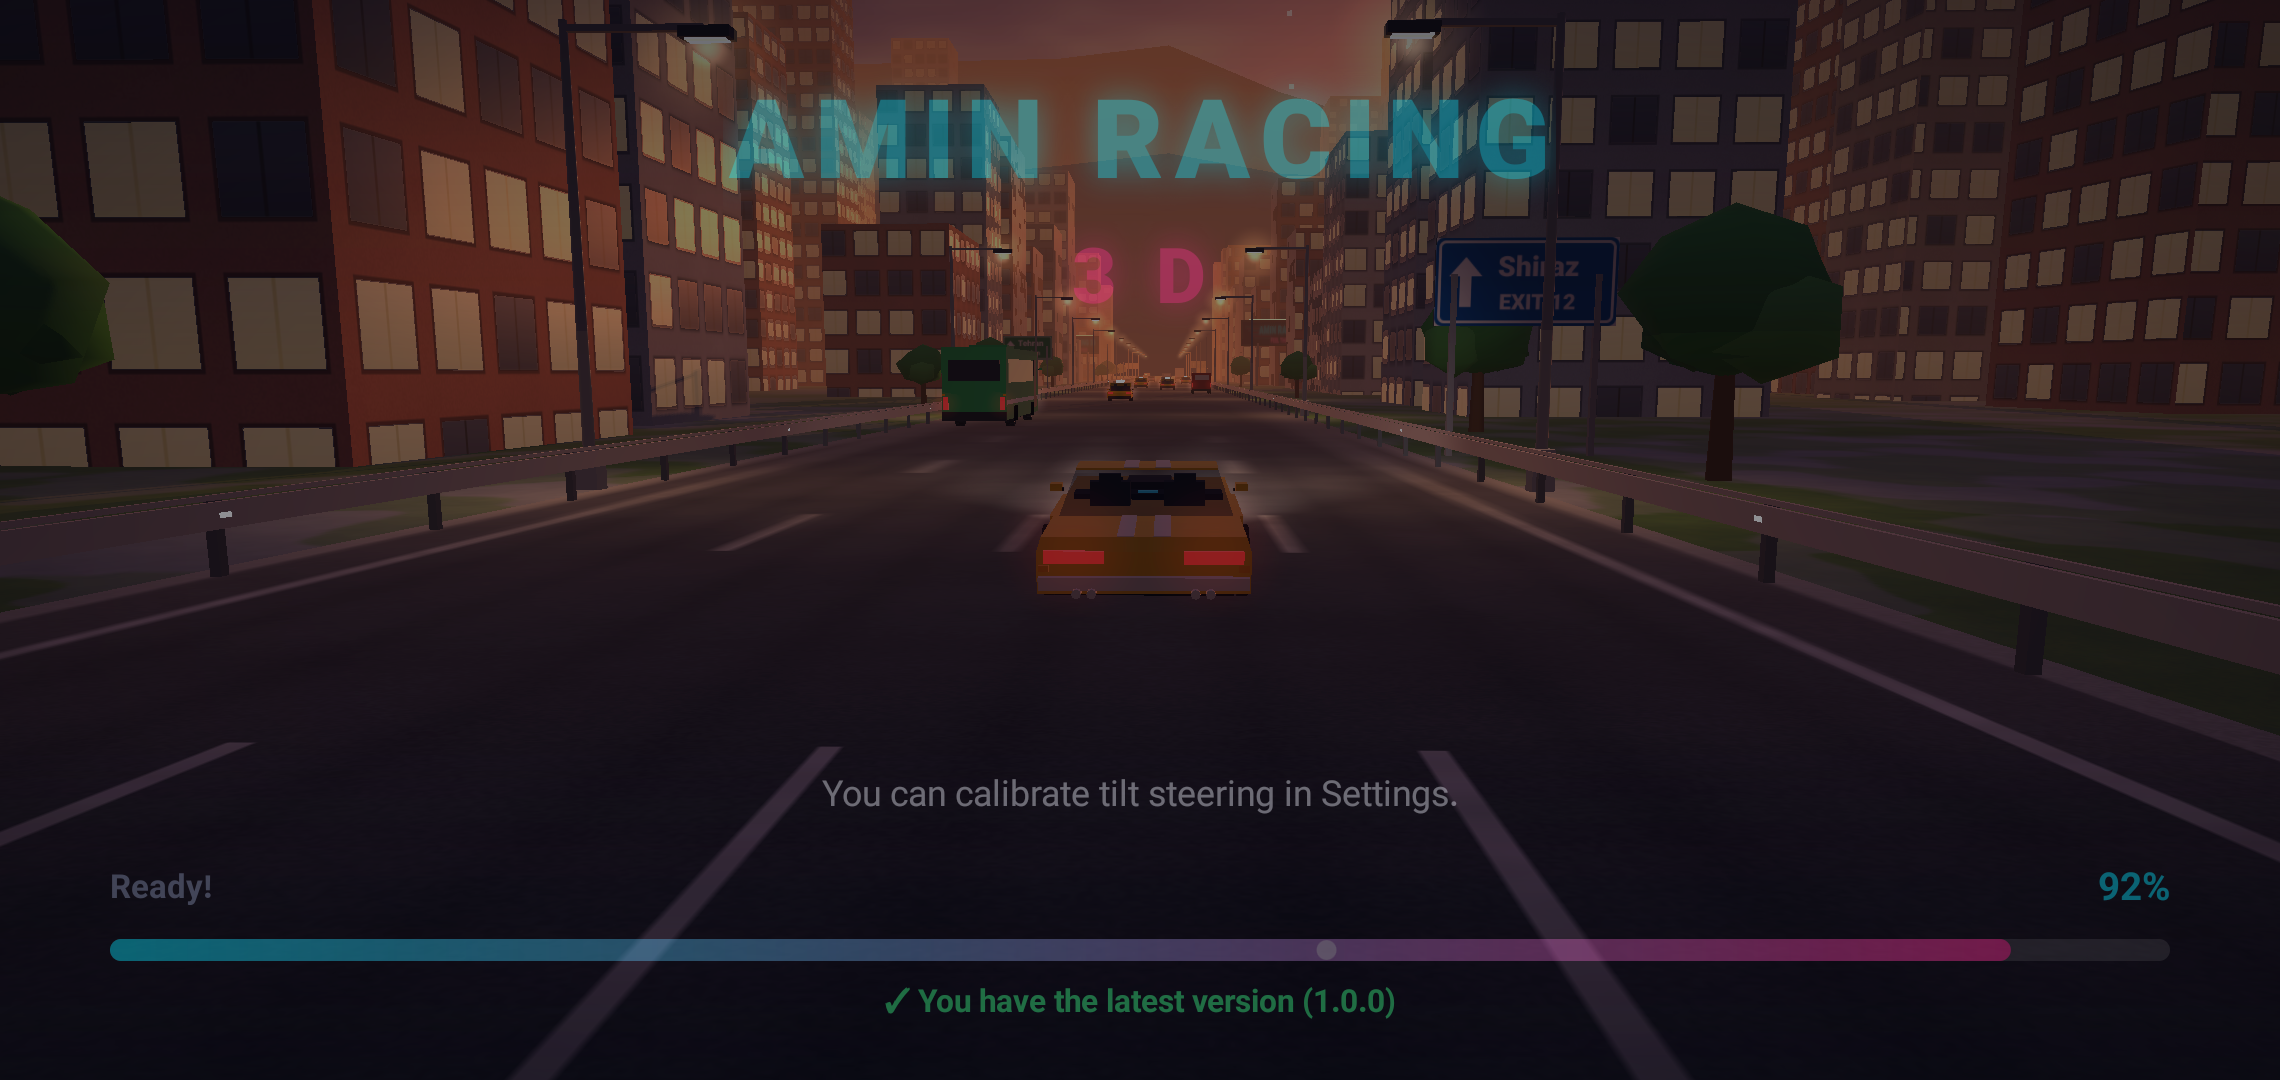 AMIN RACING
3 D
Shiraz
EXIT 12
Tehran
You can calibrate tilt steering in Settings.
Ready!
92%
✓ You have the latest version (1.0.0)